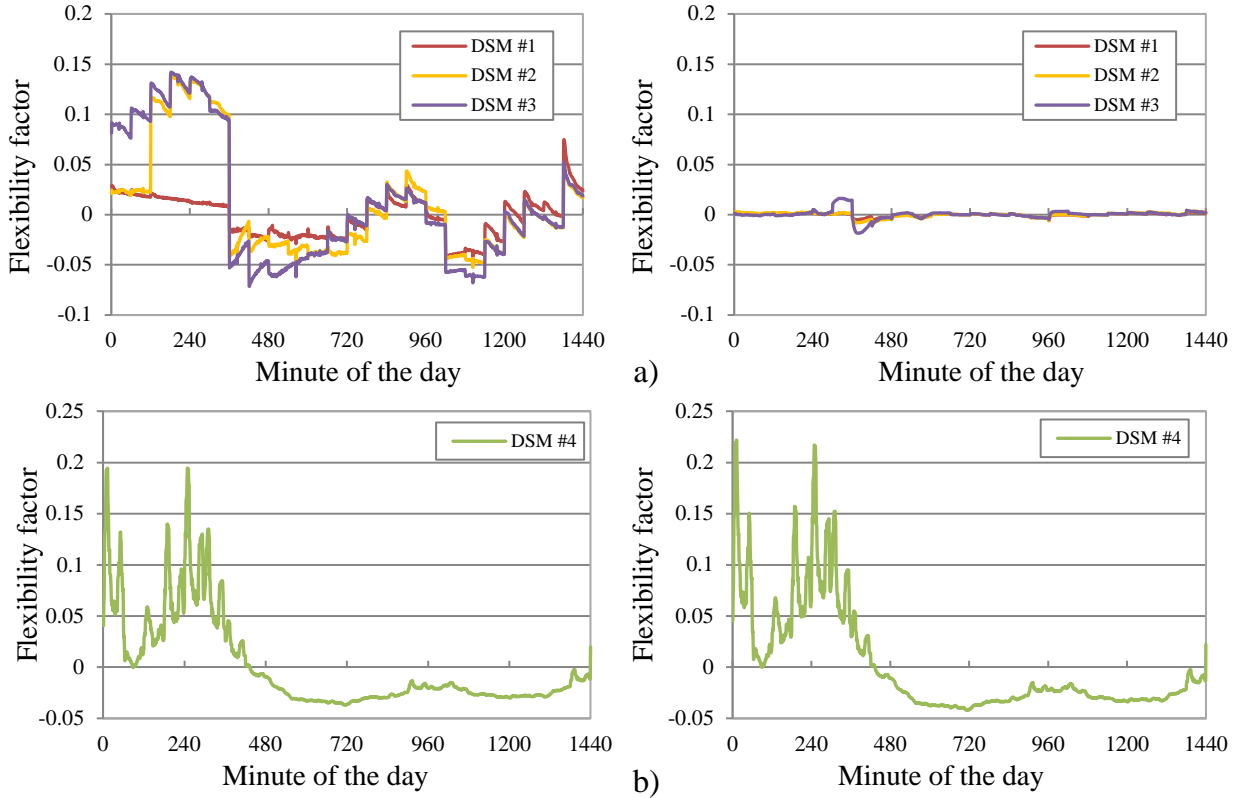 0.2
0.15
0.1
0.05
0
-0.05
-0.1
Flexibility factor
DSM #1
DSM #2
DSM #3
0 240 480 720 960 1200 1440
Minute of the day
0.2
0.15
0.1
0.05
0
-0.05
-0.1
Flexibility factor
DSM #1
DSM #2
DSM #3
0 240 480 720 960 1200 1440
Minute of the day
a)
0.25
0.2
0.15
0.1
0.05
0
-0.05
Flexibility factor
DSM #4
0 240 480 720 960 1200 1440
Minute of the day
0.25
0.2
0.15
0.1
0.05
0
-0.05
Flexibility factor
DSM #4
0 240 480 720 960 1200 1440
Minute of the day
b)